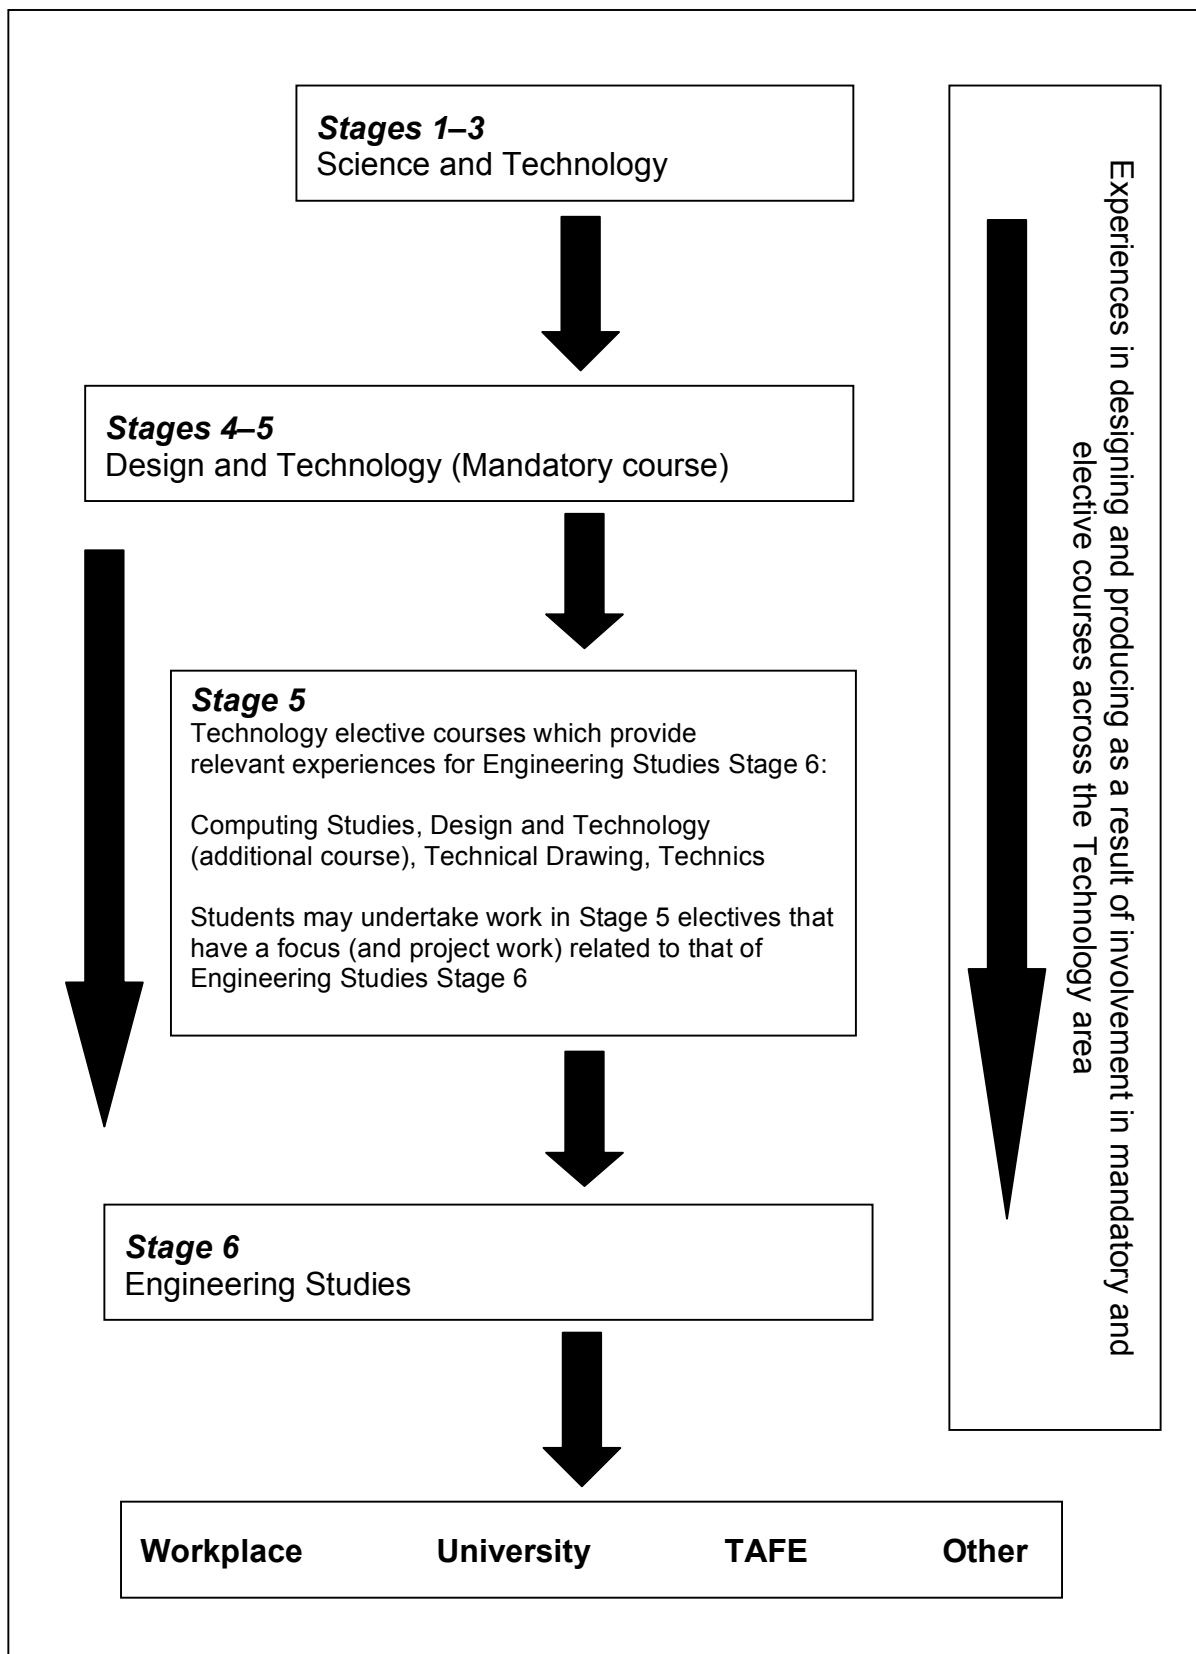 Stages 1–3
Science and Technology
Stages 4–5
Design and Technology (Mandatory course)
Stage 5
Technology elective courses which provide
relevant experiences for Engineering Studies Stage 6:
Computing Studies, Design and Technology
(additional course), Technical Drawing, Technics
Students may undertake work in Stage 5 electives that
have a focus (and project work) related to that of
Engineering Studies Stage 6
Stage 6
Engineering Studies
Workplace University TAFE Other
Experiences in designing and producing as a result of involvement in mandatory and
elective courses across the Technology area